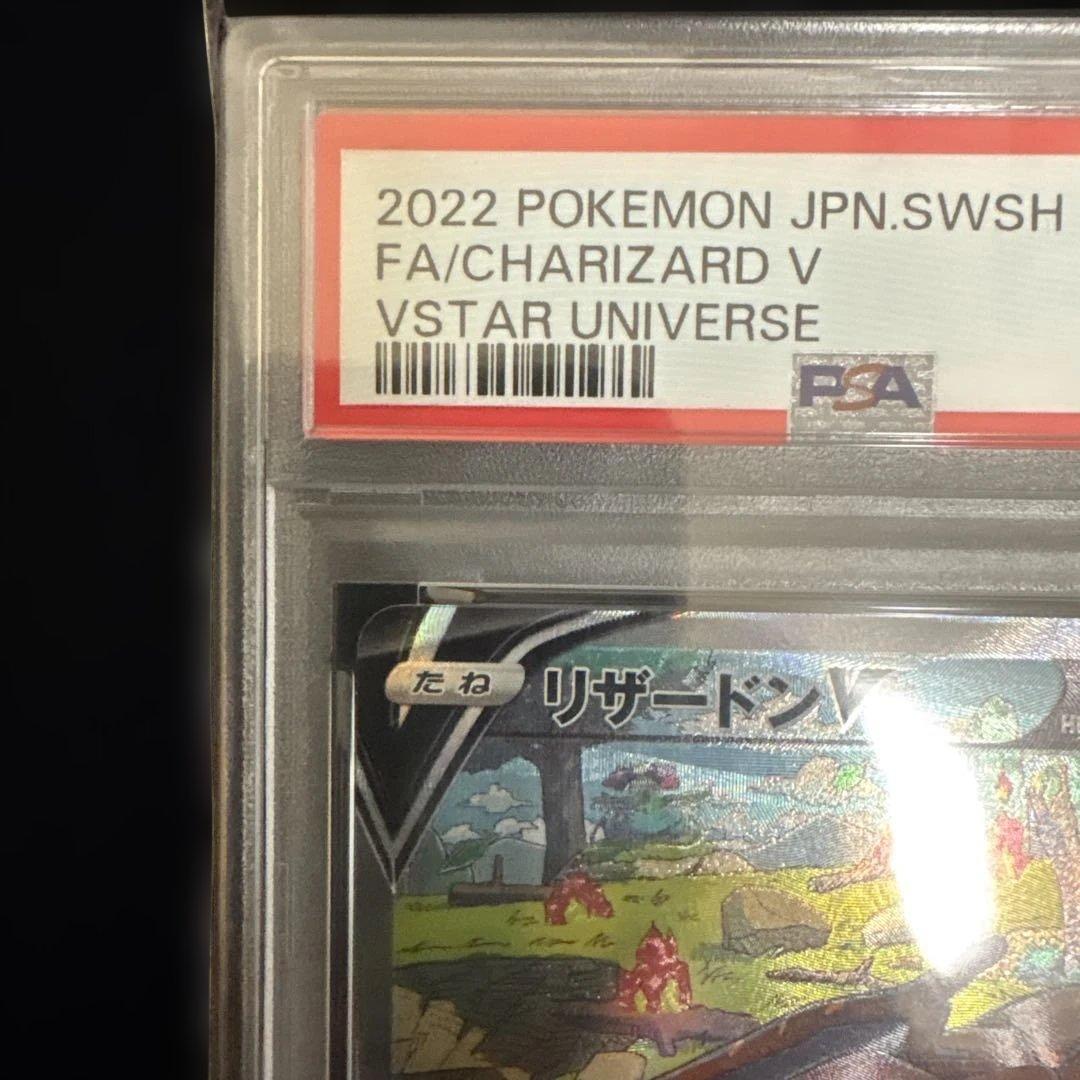 2022 POKEMON JPN.SWSH
FA/CHARIZARD V
VSTAR UNIVERSE
PSA
たね リザードンV